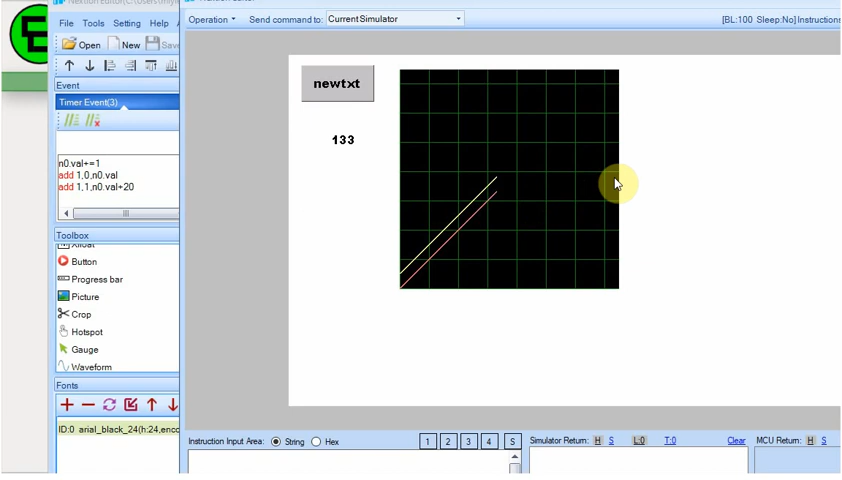 File Tools Setting Help
Open New Save
Event
Timer Event(3)
n0.val+=1
add 1,0,n0.val
add 1,1,n0.val+20
Toolbox
Xfloat
Button
Progress bar
Picture
Crop
Hotspot
Gauge
Waveform
Fonts
ID:0 arial_black_24(h:24,enco
Operation Send command to: Current Simulator [BL:100 Sleep:No] Instructions
newtxt
133
Instruction Input Area: String Hex 1 2 3 4 S Simulator Return: H S L:0 T:0 Clear MCU Return: H S